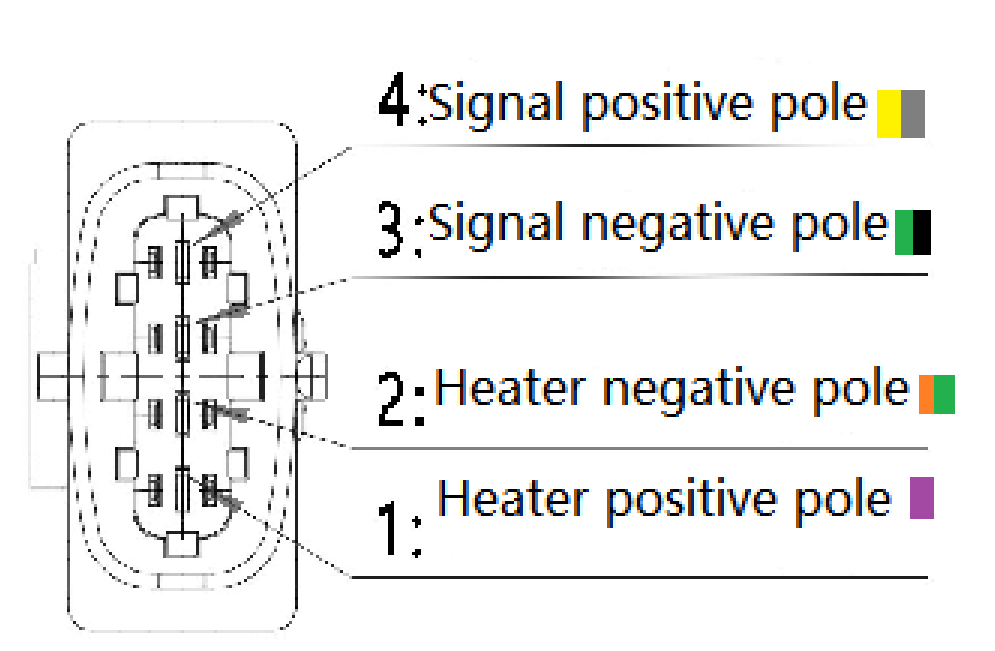 4:Signal positive pole
3:Signal negative pole
2:Heater negative pole
1: Heater positive pole